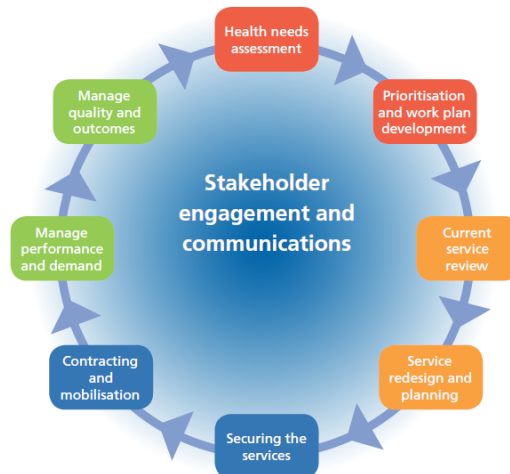 Health needs
assessment
Prioritisation
and work plan
development
Current
service
review
Service
redesign and
planning
Securing the
services
Contracting
and
mobilisation
Manage
performance
and demand
Manage
quality and
outcomes
Stakeholder
engagement and
communications